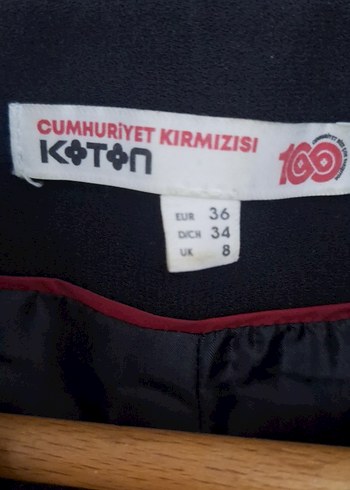 CUMHURİYET KIRMIZISI
KOTON
100
EUR 36
D/CH 34
UK 8